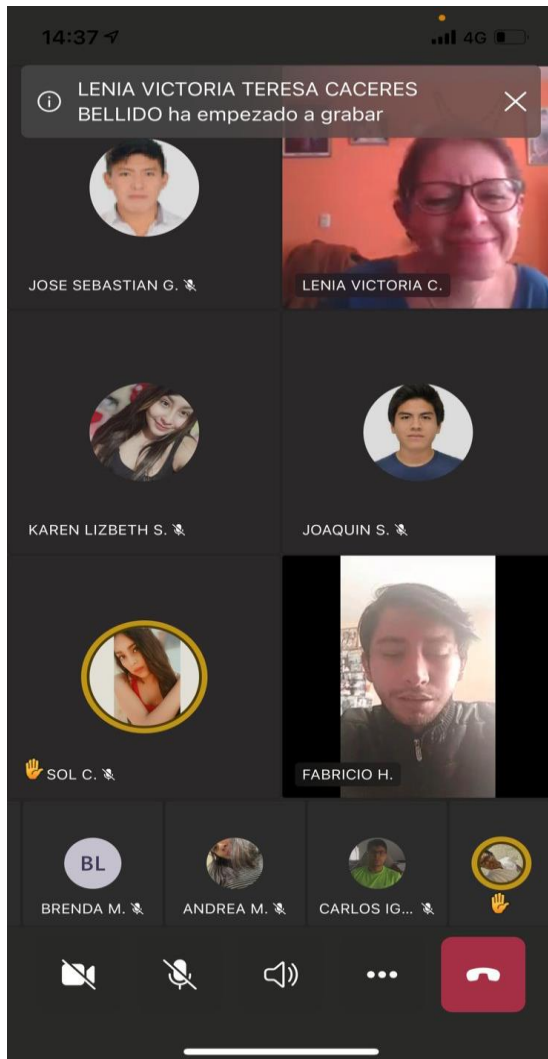 14:37
4G
LENIA VICTORIA TERESA CACERES
BELLIDO ha empezado a grabar
JOSE SEBASTIAN G.
LENIA VICTORIA C.
KAREN LIZBETH S.
JOAQUIN S.
SOL C.
FABRICIO H.
BL
BRENDA M.
ANDREA M.
CARLOS IG...